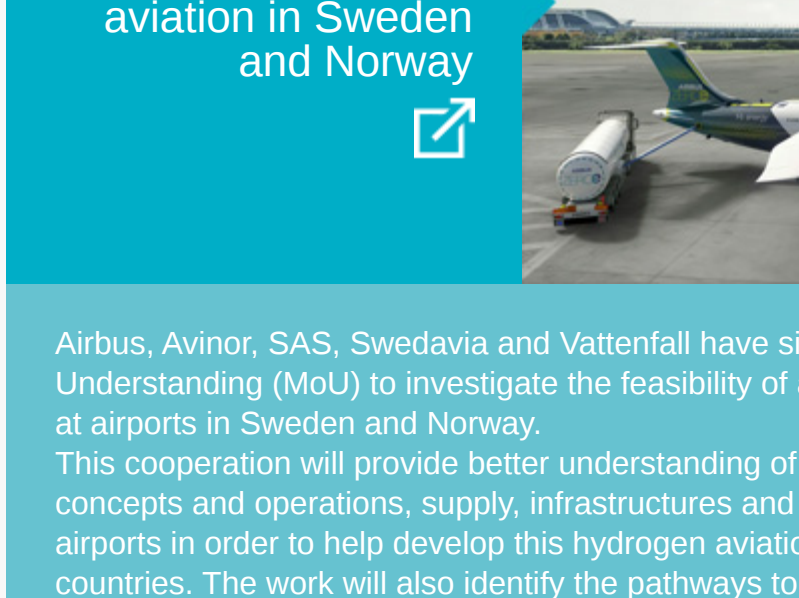 aviation in Sweden
and Norway
AIRBUS
ZERO
Airbus, Avinor, SAS, Swedavia and Vattenfall have
Understanding (MoU) to investigate the feasibility of
at airports in Sweden and Norway.
This cooperation will provide better understanding of
concepts and operations, supply, infrastructures and
airports in order to help develop this hydrogen
countries. The work will also identify the pathways to